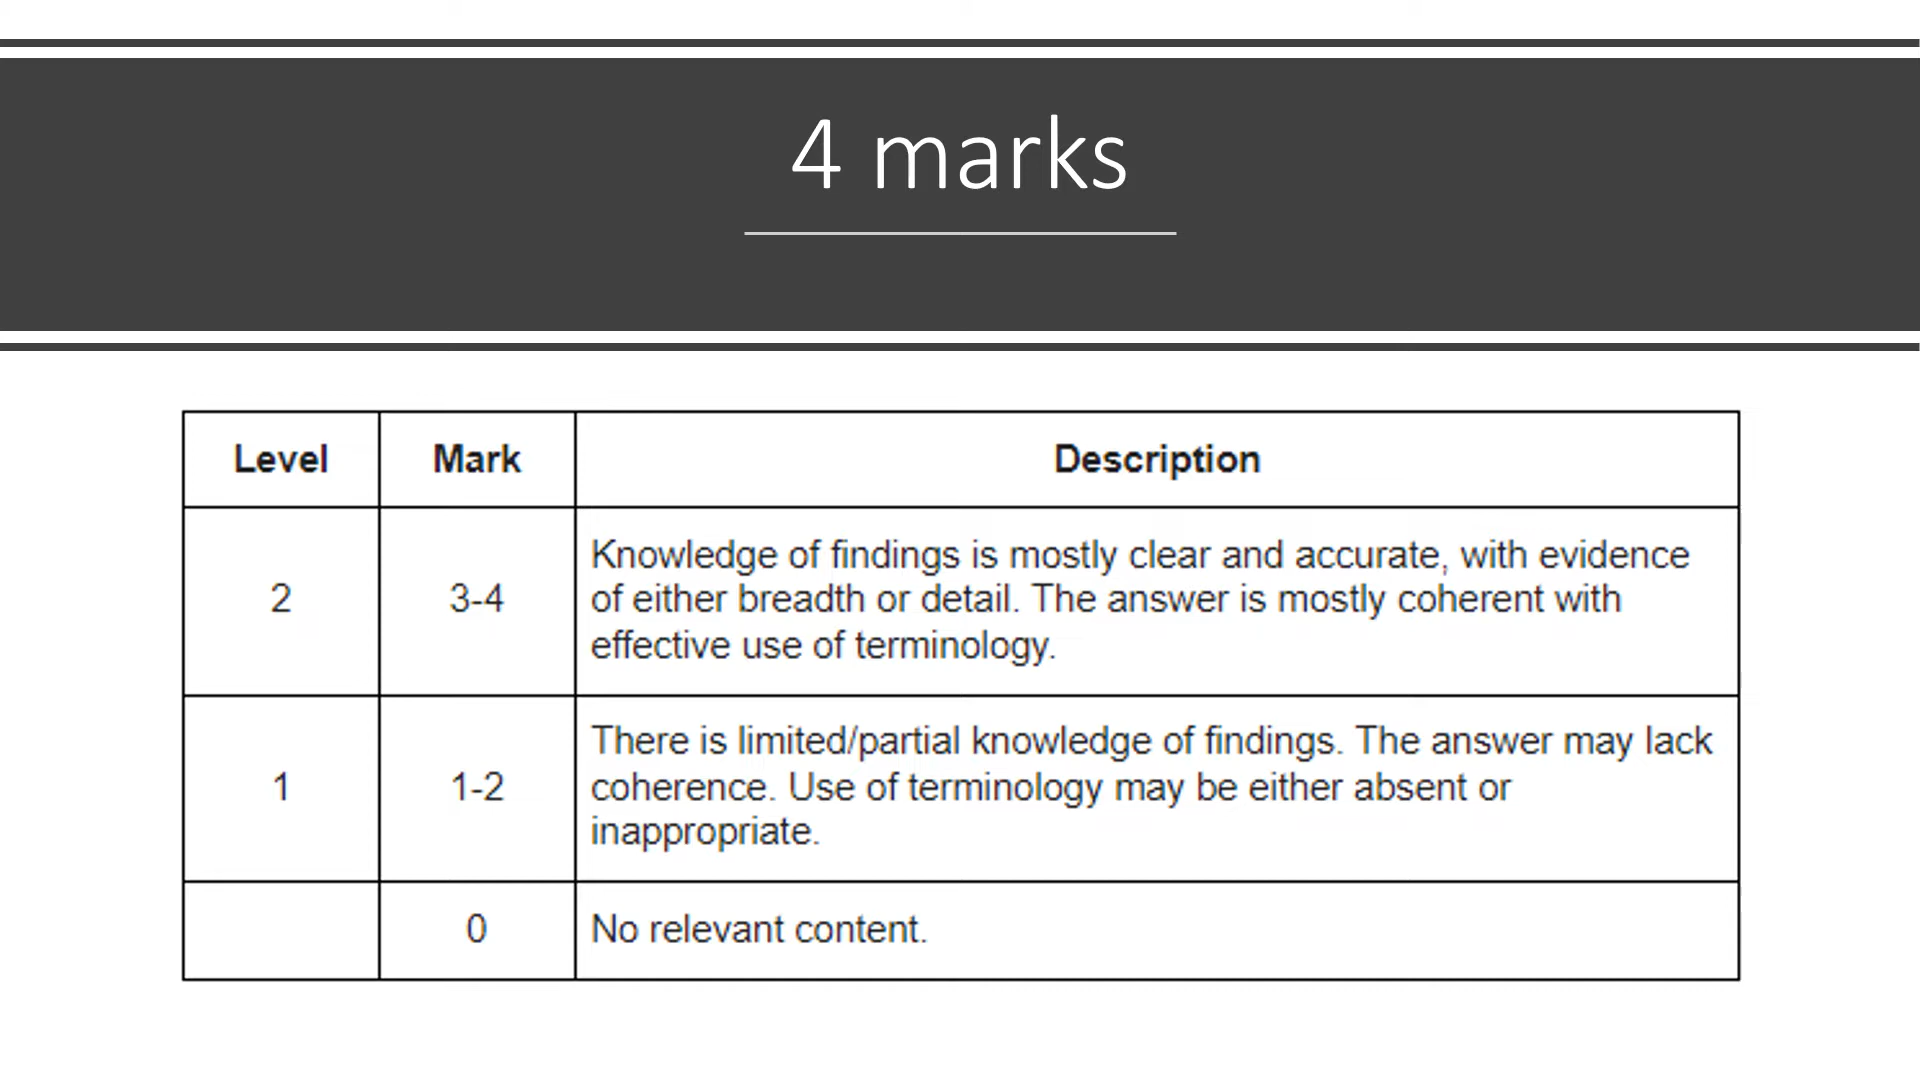 4 marks
Level Mark Description
2 3-4 Knowledge of findings is mostly clear and accurate, with evidence
of either breadth or detail. The answer is mostly coherent with
effective use of terminology.
1 1-2 There is limited/partial knowledge of findings. The answer may lack
coherence. Use of terminology may be either absent or
inappropriate.
0 No relevant content.